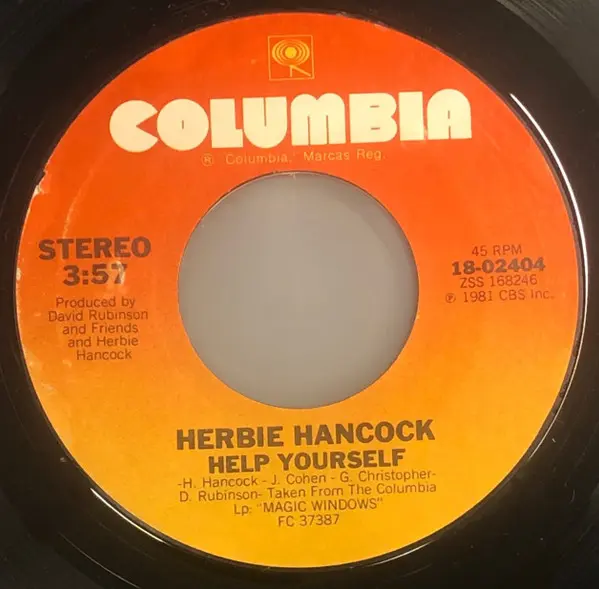 COLUMBIA
® Columbia,' Marcas Reg.
STEREO
3:57
Produced by
David Rubinson
and Friends
and Herbie
Hancock
45 RPM
18-02404
ZSS 168246
℗ 1981 CBS Inc.
HERBIE HANCOCK
HELP YOURSELF
-H. Hancock - J. Cohen - G. Christopher-
D. Rubinson- Taken From The Columbia
Lp: "MAGIC WINDOWS"
FC 37387